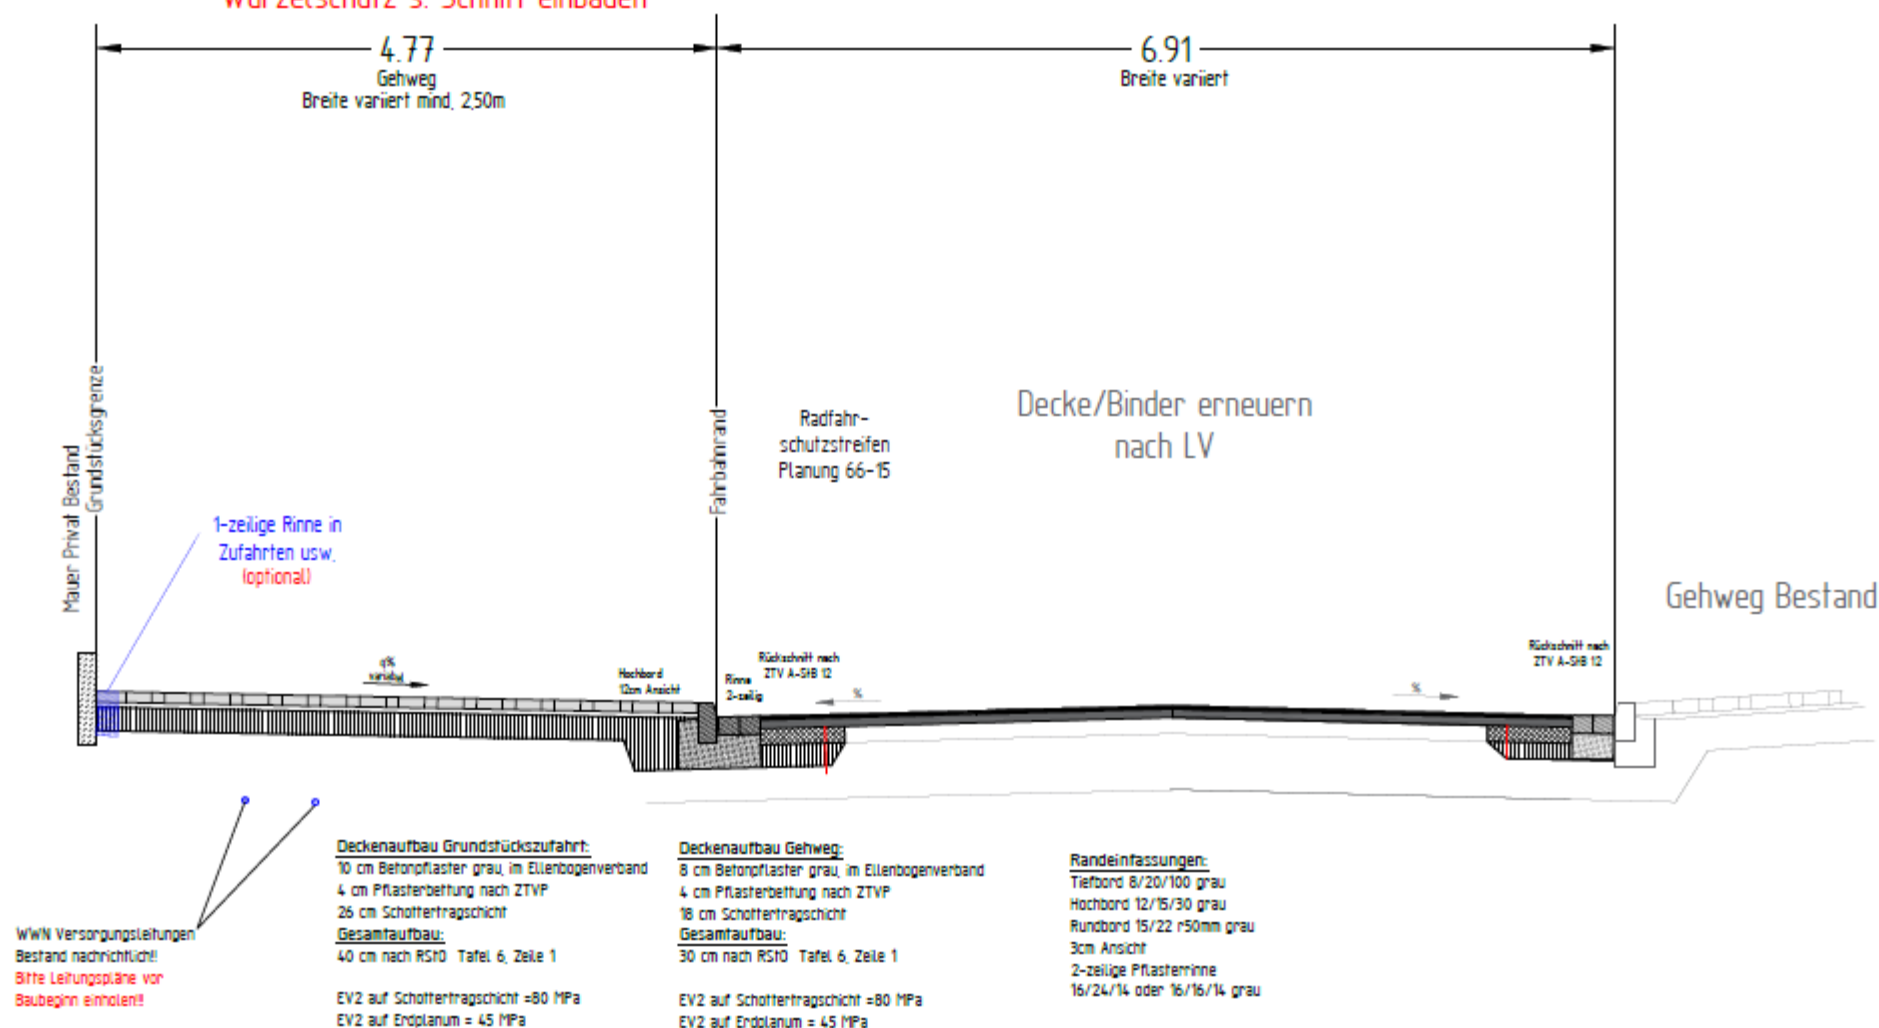 Wurzelschutz s. Schnitt einbauen
4.77
Gehweg
Breite variiert mind. 2,50m
6.91
Breite variiert
Mauer Privat Bestand
Grundstücksgrenze
Fahrbahnrand
Radfahr-
schutzstreifen
Planung 66-15
Decke/Binder erneuern
nach LV
1-zeilige Rinne in
Zufahrten usw.
(optional)
Gehweg Bestand
q%
variabel
Hochbord
12cm Ansicht
Rinne
2-zeilig
Rückschnitt nach
ZTV A-StB 12
%
%
Rückschnitt nach
ZTV A-StB 12
WWN Versorgungsleitungen
Bestand nachrichtlich!!
Bitte Leitungspläne vor
Baubeginn einholen!!
Deckenaufbau Grundstückszufahrt:
10 cm Betonpflaster grau, im Ellenbogenverband
4 cm Pflasterbettung nach ZTVP
26 cm Schottertragschicht
Gesamtaufbau:
40 cm nach RStO Tafel 6, Zeile 1
EV2 auf Schottertragschicht =80 MPa
EV2 auf Erdplanum = 45 MPa
Deckenaufbau Gehweg:
8 cm Betonpflaster grau, im Ellenbogenverband
4 cm Pflasterbettung nach ZTVP
18 cm Schottertragschicht
Gesamtaufbau:
30 cm nach RStO Tafel 6, Zeile 1
EV2 auf Schottertragschicht =80 MPa
EV2 auf Erdplanum = 45 MPa
Randeinfassungen:
Tiefbord 8/20/100 grau
Hochbord 12/15/30 grau
Rundbord 15/22 r50mm grau
3cm Ansicht
2-zeilige Pflasterrinne
16/24/14 oder 16/16/14 grau